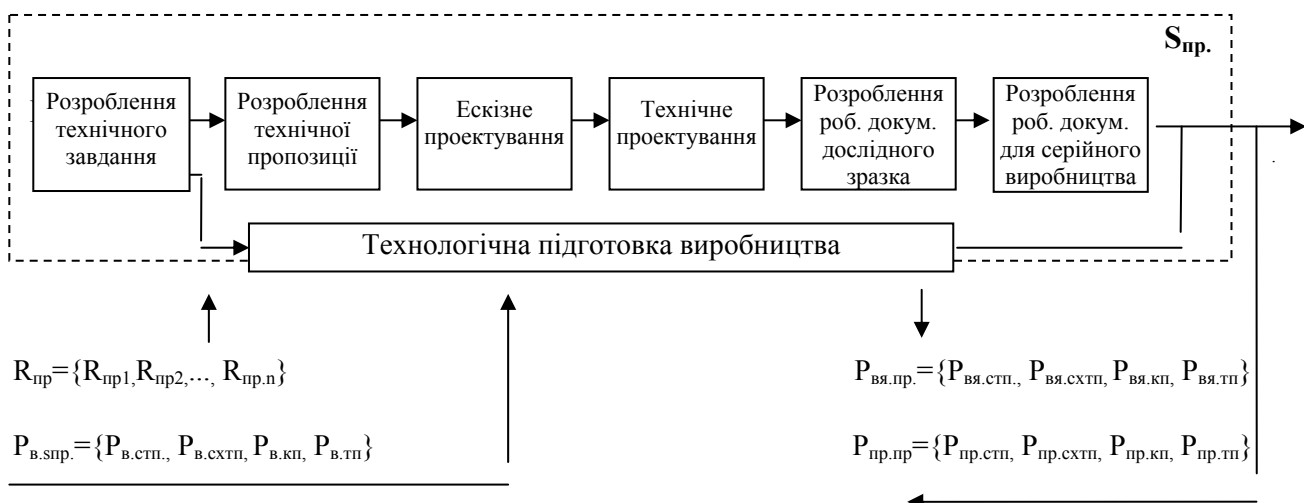 Sпр.
Розроблення
технічного
завдання
Розроблення
технічної
пропозиції
Ескізне
проектування
Технічне
проектування
Розроблення
роб. докум.
дослідного
зразка
Розроблення
роб. докум.
для серійного
виробництва
Технологічна підготовка виробництва
Rпр={Rпр1,Rпр2,..., Rпр.n}
Pв.sпр.={Pв.стп., Pв.схтп, Pв.кп, Pв.тп}
Pвя.пр.={Pвя.стп., Pвя.схтп, Pвя.кп, Pвя.тп}
Pпр.пр={Pпр.стп, Pпр.схтп, Pпр.кп, Pпр.тп}